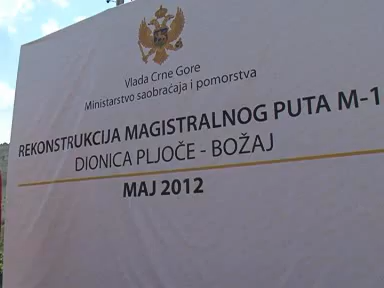 Vlada Crne Gore
Ministarstvo saobraćaja i pomorstva
REKONSTRUKCIJA MAGISTRALNOG PUTA M-1
DIONICA PLJOČE - BOŽAJ
MAJ 2012